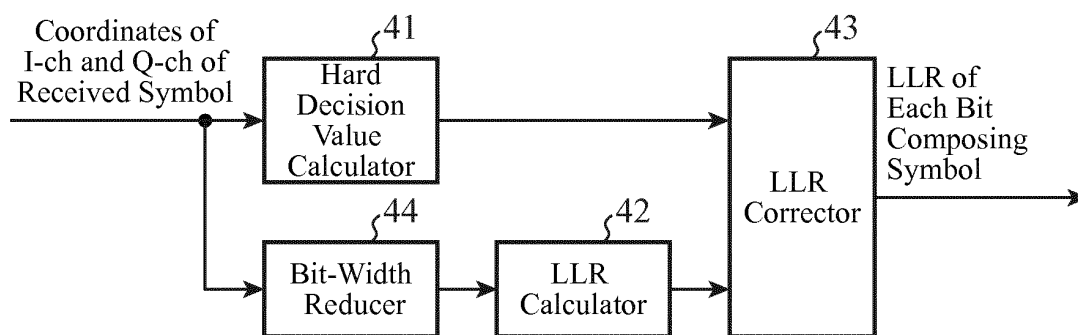 Coordinates of
I-ch and Q-ch of
Received Symbol
41
Hard
Decision
Value
Calculator
44
Bit-Width
Reducer
42
LLR
Calculator
43
LLR
Corrector
LLR of
Each Bit
Composing
Symbol